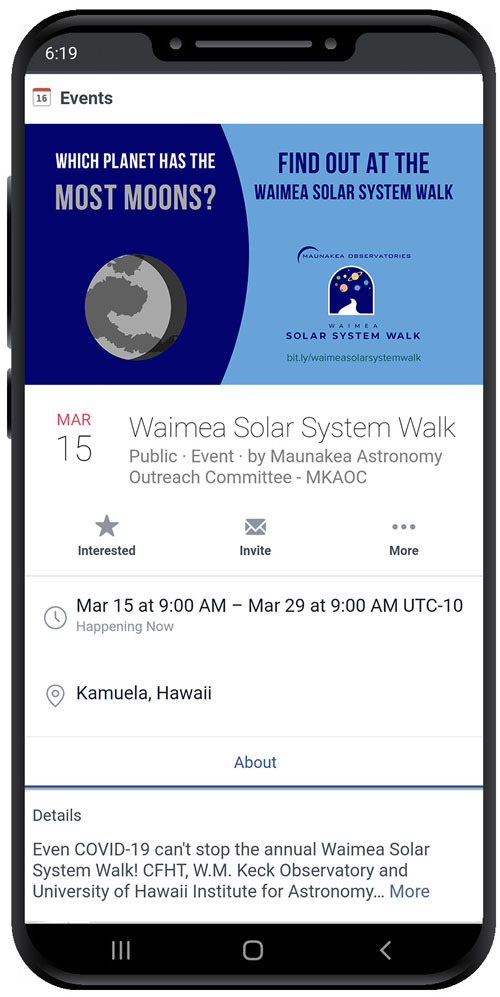 6:19
16 Events
WHICH PLANET HAS THE
MOST MOONS?
FIND OUT AT THE
WAIMEA SOLAR SYSTEM WALK
MAUNAKEA OBSERVATORIES
WAIMEA
SOLAR SYSTEM WALK
bit.ly/waimeasolarsystemwalk
MAR
15
Waimea Solar System Walk
Public · Event · by Maunakea Astronomy
Outreach Committee - MKAOC
Interested
Invite
More
Mar 15 at 9:00 AM – Mar 29 at 9:00 AM UTC-10
Happening Now
Kamuela, Hawaii
About
Details
Even COVID-19 can't stop the annual Waimea Solar
System Walk! CFHT, W.M. Keck Observatory and
University of Hawaii Institute for Astronomy... More